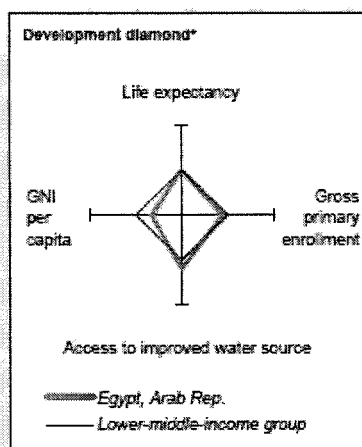 Development diamond*
Life expectancy
GNI
per
capita
Gross
primary
enrollment
Access to improved water source
Egypt, Arab Rep.
Lower-middle-income group